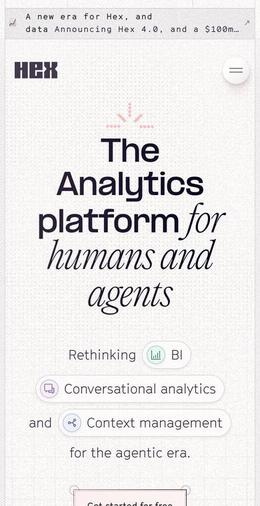 A new era for Hex, and
data Announcing Hex 4.0, and a $100m…
HEX
The
Analytics
platform for
humans and
agents
Rethinking BI
Conversational analytics
and Context management
for the agentic era.
Get started for free